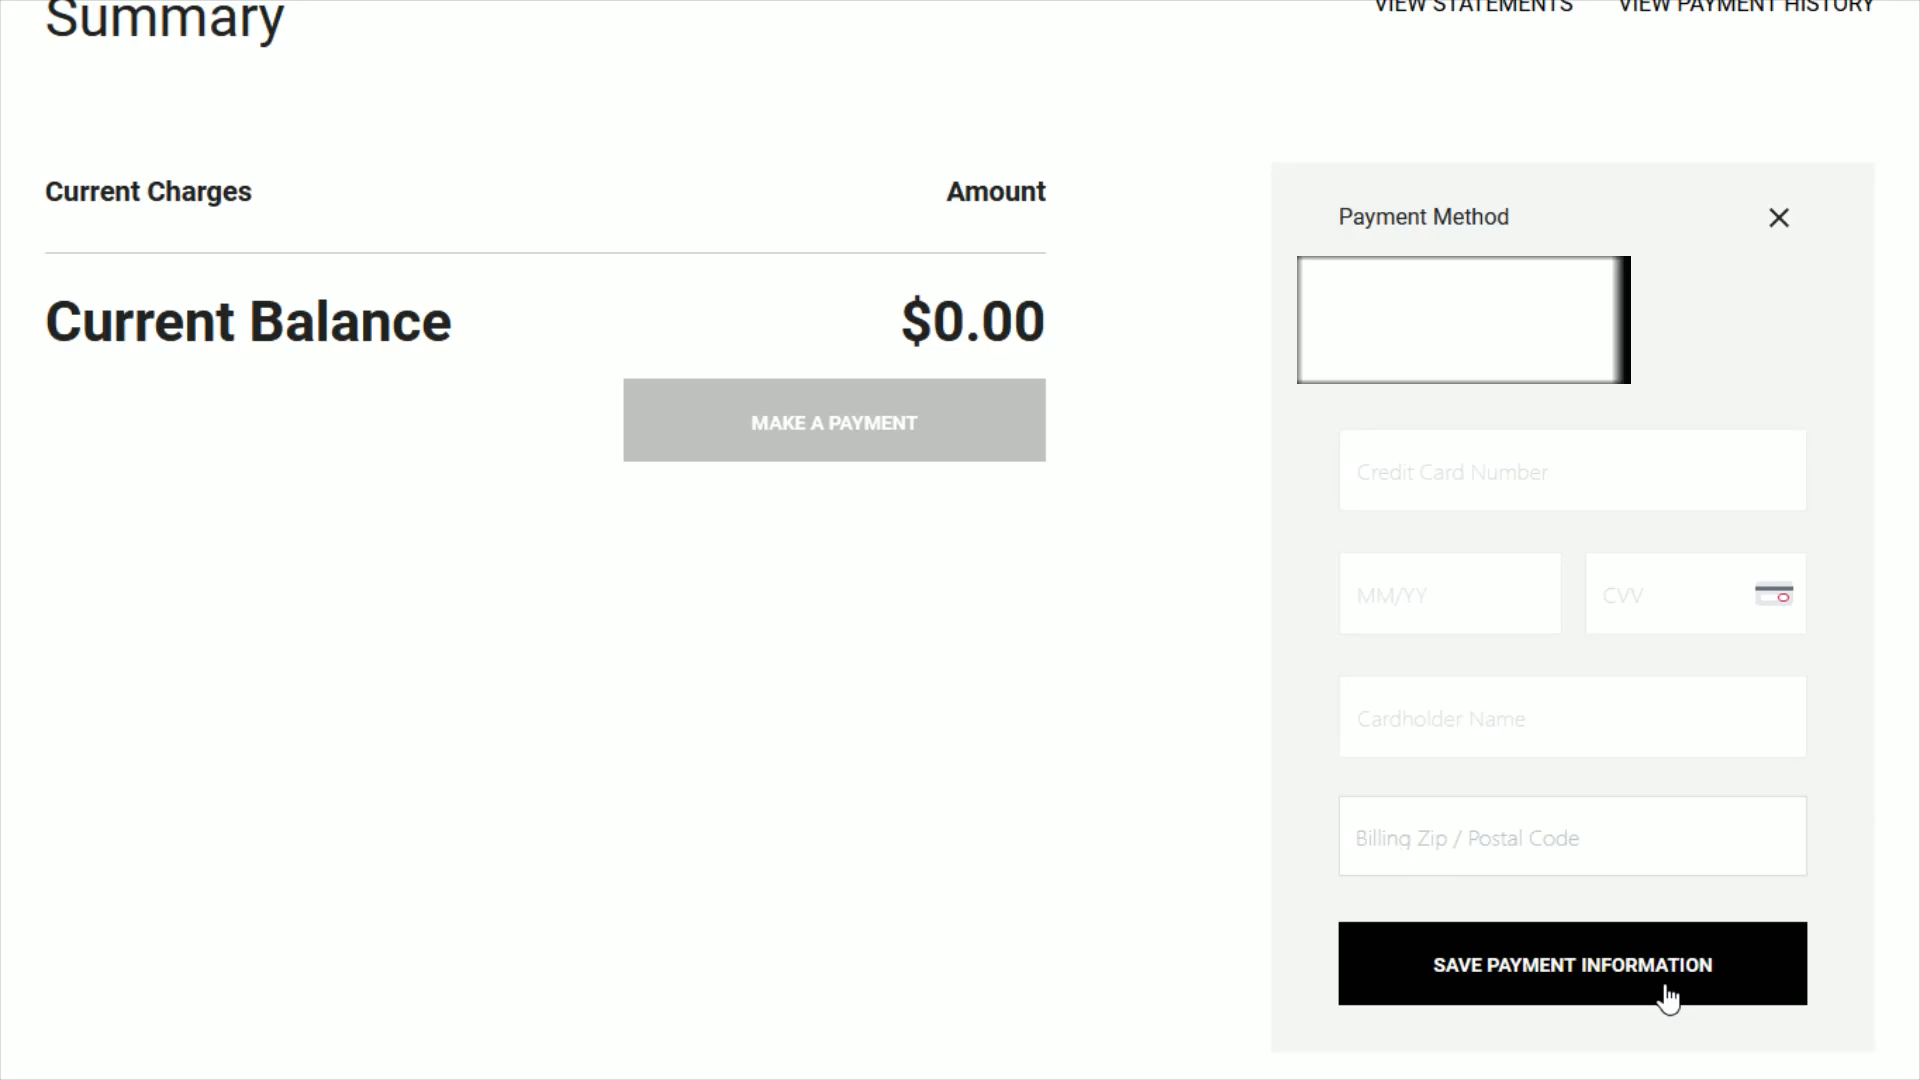 Summary
VIEW STATEMENTS VIEW PAYMENT HISTORY
Current Charges Amount
Current Balance $0.00
MAKE A PAYMENT
Payment Method
Credit Card Number
MM/YY CVV
Cardholder Name
Billing Zip / Postal Code
SAVE PAYMENT INFORMATION